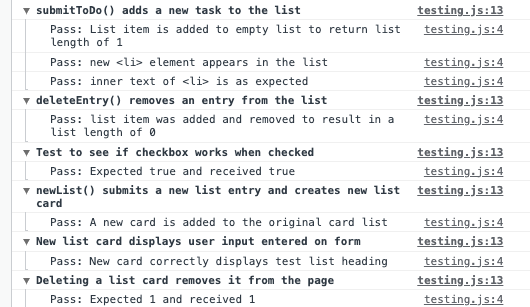 ▼ submitToDo() adds a new task to the list testing.js:13
Pass: List item is added to empty list to return list testing.js:4
length of 1
Pass: new <li> element appears in the list testing.js:4
Pass: inner text of <li> is as expected testing.js:4
▼ deleteEntry() removes an entry from the list testing.js:13
Pass: list item was added and removed to result in a testing.js:4
list length of 0
▼ Test to see if checkbox works when checked testing.js:13
Pass: Expected true and received true testing.js:4
▼ newList() submits a new list entry and creates new list testing.js:13
card
Pass: A new card is added to the original card list testing.js:4
▼ New list card displays user input entered on form testing.js:13
Pass: New card correctly displays test list heading testing.js:4
▼ Deleting a list card removes it from the page testing.js:13
Pass: Expected 1 and received 1 testing.js:4